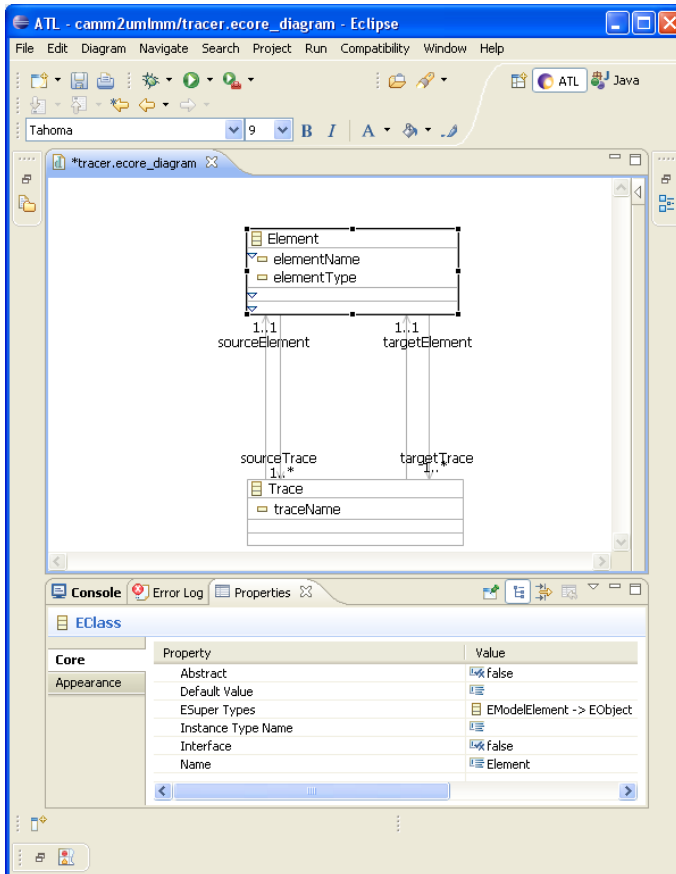 ATL - camm2umlmm/tracer.ecore_diagram - Eclipse
File Edit Diagram Navigate Search Project Run Compatibility Window Help
ATL Java
Tahoma 9 B I A
*tracer.ecore_diagram
Element
elementName
elementType
1..1 1..1
sourceElement targetElement
sourceTrace targetTrace
1..* 1..*
Trace
traceName
Console Error Log Properties
EClass
Core
Appearance
Property Value
Abstract false
Default Value
ESuper Types EModelElement -> EObject
Instance Type Name
Interface false
Name Element